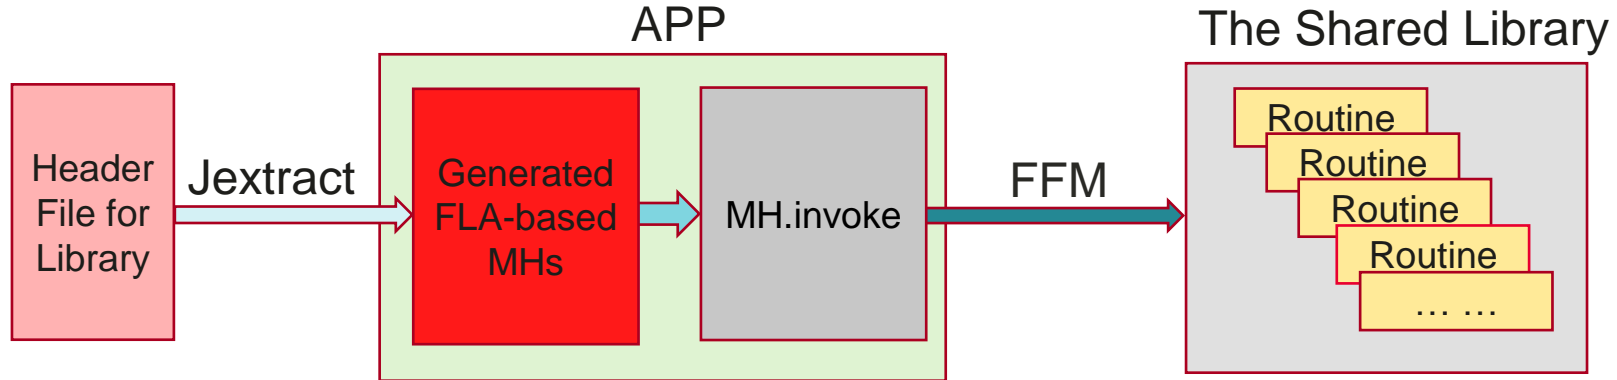 APP
The Shared Library
Header
File for
Library
Jextract
Generated
FLA-based
MHs
MH.invoke
FFM
Routine
Routine
Routine
Routine
... ...